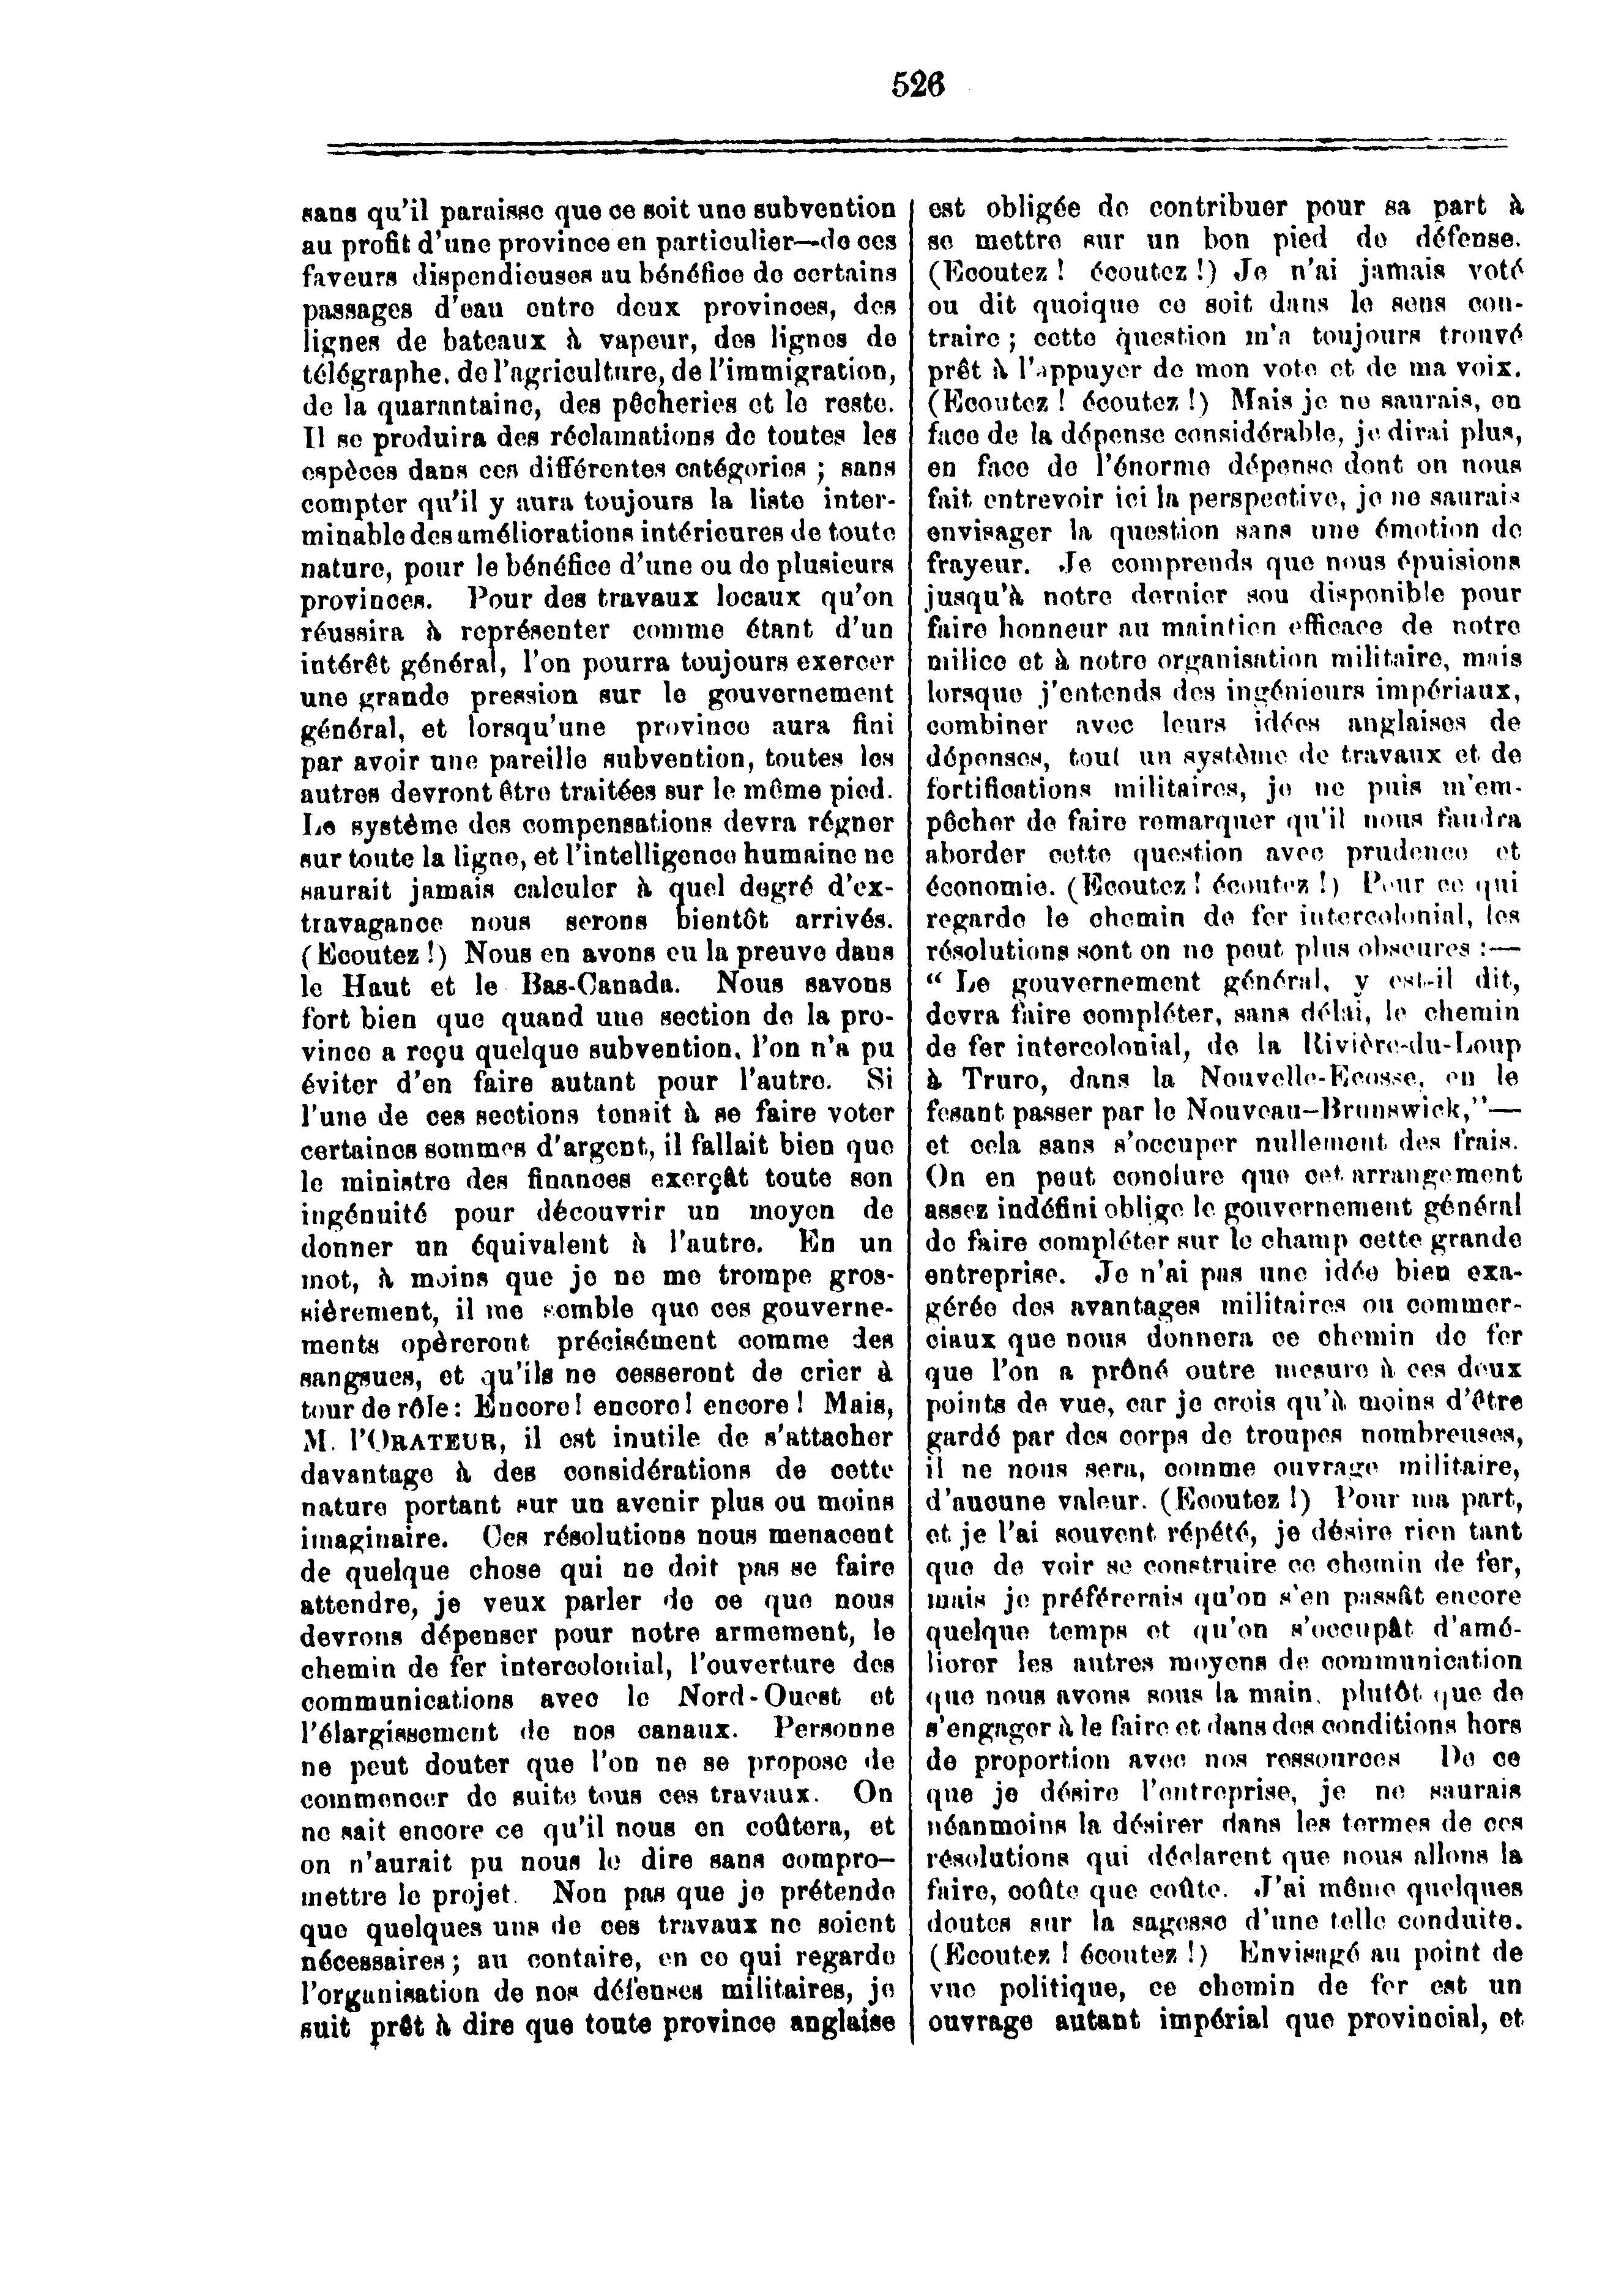 526
sans qu'il paraisse que ce soit une subvention
au profit d'une province en particulier—de ces
faveurs dispendieuses au bénéfice de certains
passages d'eau entre deux provinces, des
lignes de bateaux à vapeur, des lignes de
télégraphe, de l'agriculture, de l'immigration,
de la quarantaine, des pêcheries et le reste.
Il se produira des réclamations de toutes les
espèces dans ces différentes catégories ; sans
compter qu'il y aura toujours la liste inter-
minable des améliorations intérieures de toute
nature, pour le bénéfice d'une ou de plusieurs
provinces. Pour des travaux locaux qu'on
réussira à représenter comme étant d'un
intérêt général, l'on pourra toujours exercer
une grande pression sur le gouvernement
général, et lorsqu'une province aura fini
par avoir une pareille subvention, toutes les
autres devront être traitées sur le même pied.
Le système des compensations devra régner
sur toute la ligne, et l'intelligence humaine ne
saurait jamais calculer à quel degré d'ex-
travagance nous serons bientôt arrivés.
(Ecoutez !) Nous en avons eu la preuve dans
le Haut et le Bas-Canada. Nous savons
fort bien que quand une section de la pro-
vince a reçu quelque subvention, l'on n'a pu
éviter d'en faire autant pour l'autre. Si
l'une de ces sections tenait à se faire voter
certaines sommes d'argent, il fallait bien que
le ministre des finances exerçât toute son
ingénuité pour découvrir un moyen de
donner un équivalent à l'autre. En un
mot, à moins que je ne me trompe gros-
sièrement, il me semble que ces gouverne-
ments opèreront précisément comme des
sangsues, et qu'ils ne cesseront de crier à
tour de rôle : Encore ! encore ! encore ! Mais,
M. l'ORATEUR, il est inutile de s'attacher
davantage à des considérations de cette
nature portant sur un avenir plus ou moins
imaginaire. Ces résolutions nous menacent
de quelque chose qui ne doit pas se faire
attendre, je veux parler de ce que nous
devrons dépenser pour notre armement, le
chemin de fer intercolonial, l'ouverture des
communications avec le Nord-Ouest et
l'élargissement de nos canaux. Personne
ne peut douter que l'on ne se propose de
commencer de suite tous ces travaux. On
ne sait encore ce qu'il nous en coûtera, et
on n'aurait pu nous le dire sans compro—
mettre le projet. Non pas que je prétende
que quelques uns de ces travaux ne soient
nécessaires ; au contaire, en ce qui regarde
l'organisation de nos défenses militaires, je
suit prêt à dire que toute province anglaise
est obligée de contribuer pour sa part à
se mettre sur un bon pied de défense.
(Ecoutez ! écoutez !) Je n'ai jamais voté
ou dit quoique ce soit dans le sens con-
traire ; cette question m'a toujours trouvé
prêt à l'appuyer de mon vote et de ma voix.
(Ecoutez ! écoutez !) Mais je ne saurais, en
face de la dépense considérable, je dirai plus,
en face de l'énorme dépense dont on nous
fait entrevoir ici la perspective, je ne saurais
envisager la question sans une émotion de
frayeur. Je comprends que nous épuisions
jusqu'à notre dernier sou disponible pour
faire honneur au maintien efficace de notre
milice et à notre organisation militaire, mais
lorsque j'entends des ingénieurs impériaux,
combiner avec leurs idées anglaises de
dépenses, tout un système de travaux et de
fortifications militaires, je ne puis m'em-
pêcher de faire remarquer qu'il nous faudra
aborder cette question avec prudence et
économie. (Ecoutez ! écoutez !) Pour ce qui
regarde le chemin de fer intercolonial, les
résolutions sont on ne peut plus obscures :—
" Le gouvernement général, y est-il dit,
devra faire compléter, sans délai, le chemin
de fer intercolonial, de la Rivière-du-Loup
à Truro, dans la Nouvelle-Ecosse, en le
fesant passer par le Nouveau-Brunswick,"—
et cela sans s'occuper nullement des frais.
On en peut conclure que cet arrangement
assez indéfini oblige le gouvernement général
de faire compléter sur le champ cette grande
entreprise. Je n'ai pas une idée bien exa-
gérée des avantages militaires ou commer-
ciaux que nous donnera ce chemin de fer
que l'on a prôné outre mesure à ces deux
points de vue, car je crois qu'à moins d'être
gardé par des corps de troupes nombreuses,
il ne nous sera, comme ouvrage militaire,
d'aucune valeur. (Ecoutez !) Pour ma part,
et je l'ai souvent répété, je désire rien tant
que de voir se construire ce chemin de fer,
mais je préférerais qu'on s'en passât encore
quelque temps et qu'on s'occupât d'amé-
liorer les autres moyens de communication
que nous avons sous la main, plutôt que de
s'engager à le faire et dans des conditions hors
de proportion avec nos ressources De ce
que je désire l'entreprise, je ne saurais
néanmoins la désirer dans les termes de ces
résolutions qui déclarent que nous allons la
faire, coûte que coûte. J'ai même quelques
doutes sur la sagesse d'une telle conduite.
(Ecoutez ! écoutez !) Envisagé au point de
vue politique, ce chemin de fer est un
ouvrage autant impérial que provincial, et